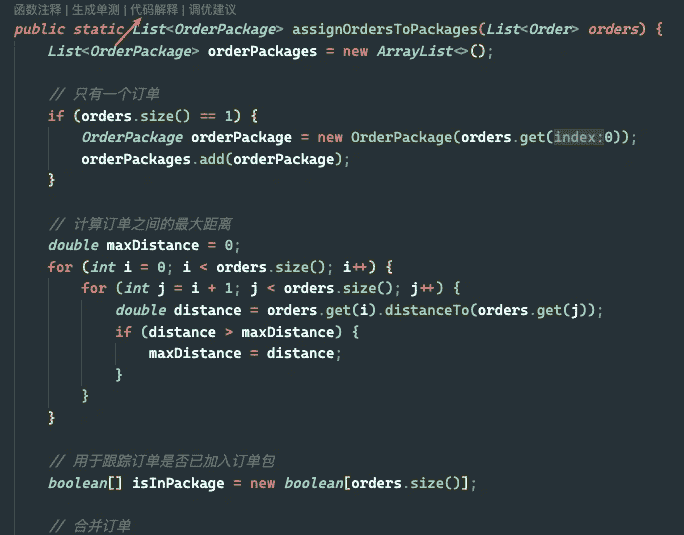 函数注释 | 生成单测 | 代码解释 | 调优建议
public static List<OrderPackage> assignOrdersToPackages(List<Order> orders) {
List<OrderPackage> orderPackages = new ArrayList<>();
// 只有一个订单
if (orders.size() == 1) {
OrderPackage orderPackage = new OrderPackage(orders.get(index:0));
orderPackages.add(orderPackage);
}
// 计算订单之间的最大距离
double maxDistance = 0;
for (int i = 0; i < orders.size(); i++) {
for (int j = i + 1; j < orders.size(); j++) {
double distance = orders.get(i).distanceTo(orders.get(j));
if (distance > maxDistance) {
maxDistance = distance;
}
}
}
// 用于跟踪订单是否已加入订单包
boolean[] isInPackage = new boolean[orders.size()];
// 合并订单